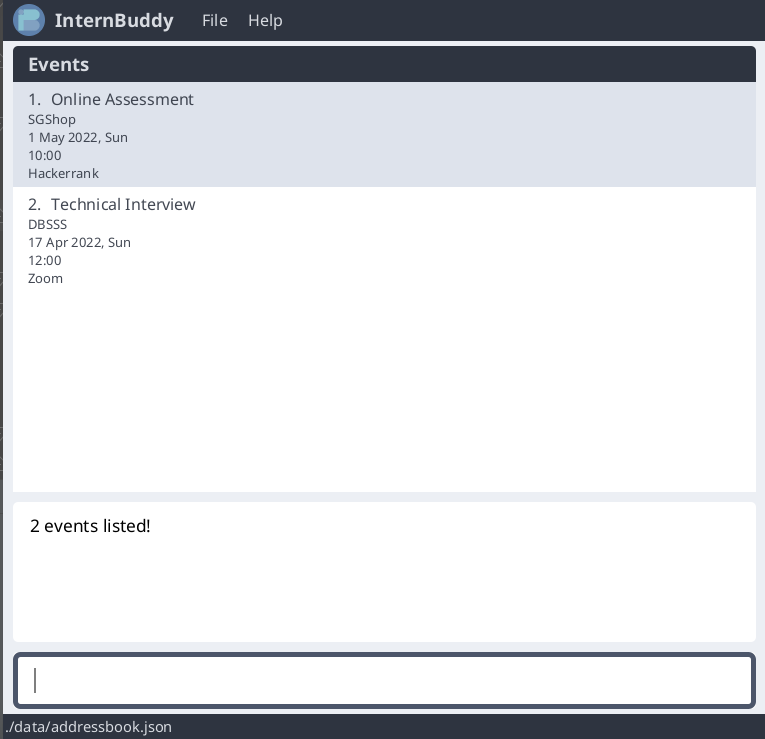 InternBuddy File Help
Events
1. Online Assessment
SGShop
1 May 2022, Sun
10:00
Hackerrank
2. Technical Interview
DBSSS
17 Apr 2022, Sun
12:00
Zoom
2 events listed!
./data/addressbook.json